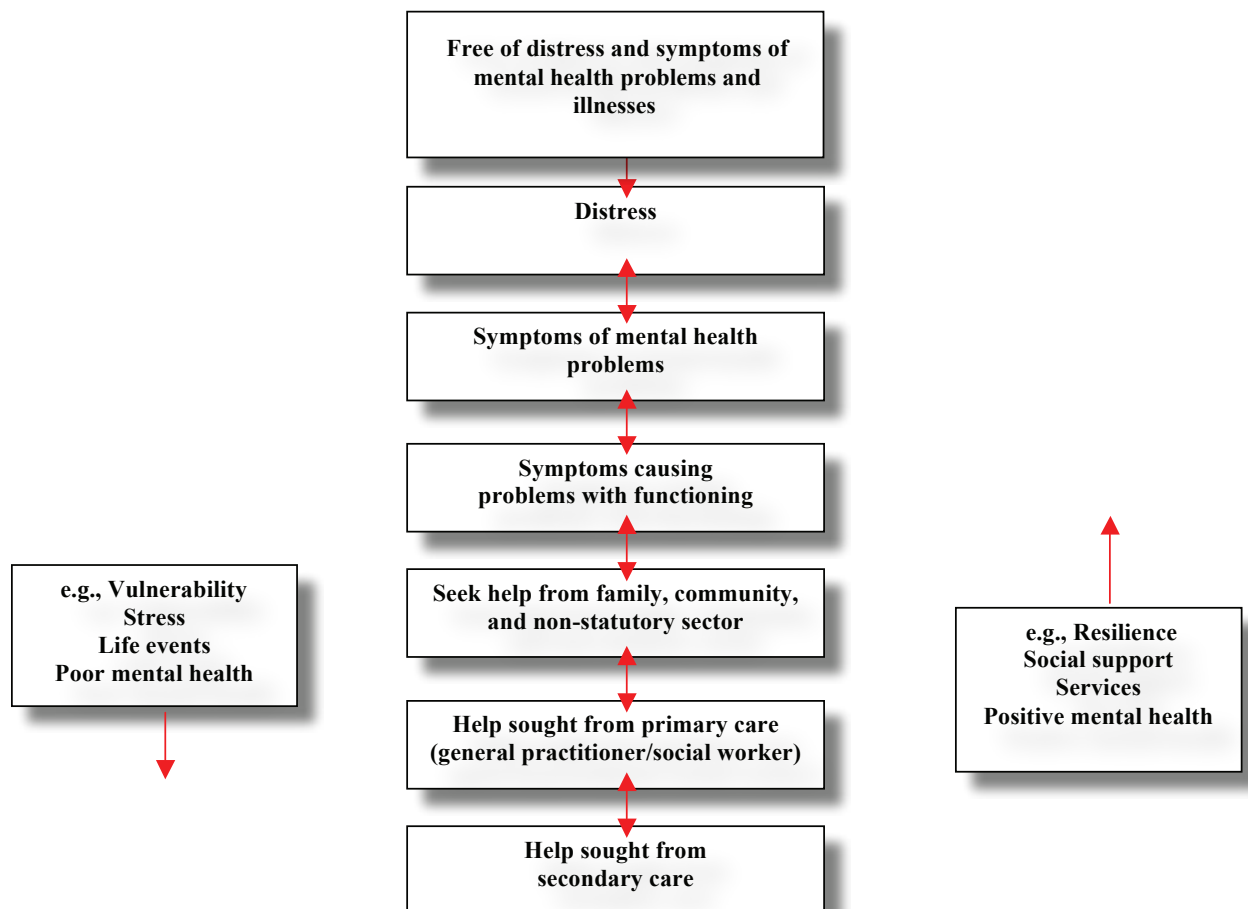 Free of distress and symptoms of
mental health problems and
illnesses
Distress
Symptoms of mental health
problems
Symptoms causing
problems with functioning
e.g., Vulnerability
Stress
Life events
Poor mental health
Seek help from family, community,
and non-statutory sector
e.g., Resilience
Social support
Services
Positive mental health
Help sought from primary care
(general practitioner/social worker)
Help sought from
secondary care